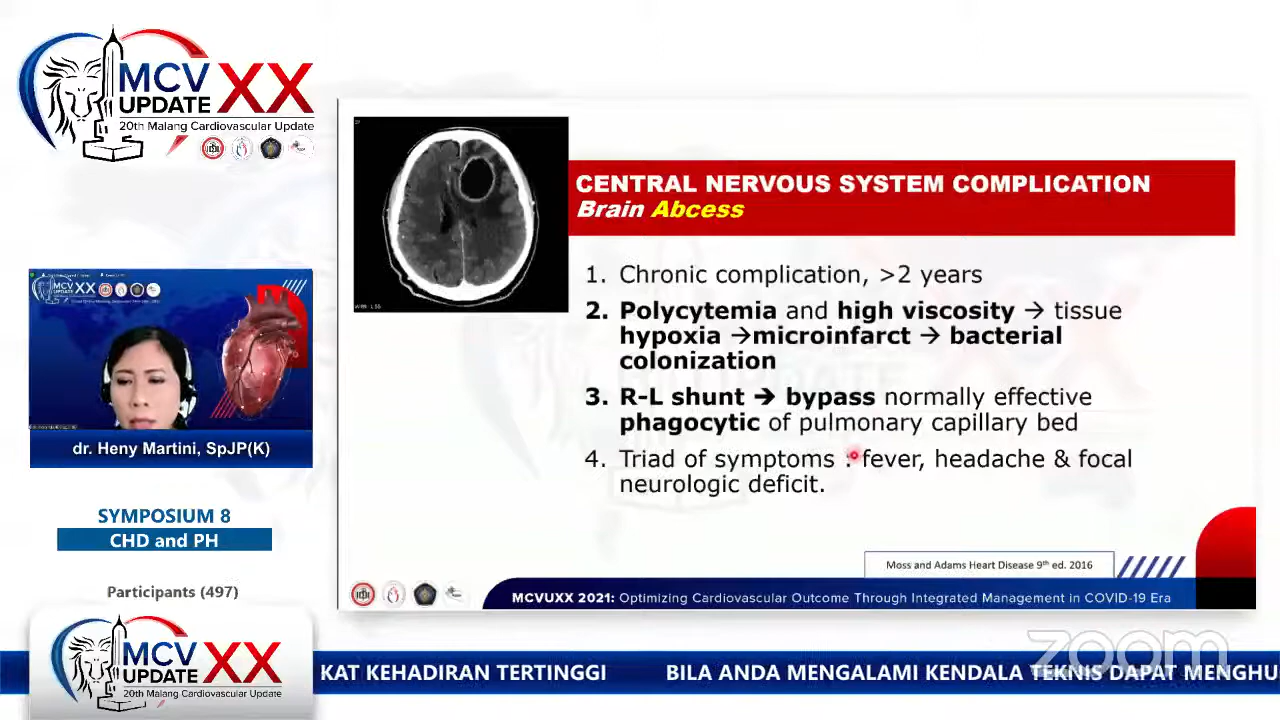 MCV
UPDATE
XX
20th Malang Cardiovascular Update
MCV
UPDATE
XX
dr. Heny Martini, SpJP(K)
SYMPOSIUM 8
CHD and PH
Participants (497)
MCV
UPDATE
XX
20th Malang Cardiovascular Update
CENTRAL NERVOUS SYSTEM COMPLICATION
Brain Abcess
1. Chronic complication, >2 years
2. Polycytemia and high viscosity → tissue
hypoxia →microinfarct → bacterial
colonization
3. R-L shunt → bypass normally effective
phagocytic of pulmonary capillary bed
4. Triad of symptoms : fever, headache & focal
neurologic deficit.
Moss and Adams Heart Disease 9th ed. 2016
MCVUXX 2021: Optimizing Cardiovascular Outcome Through Integrated Management in COVID-19 Era
zoom
KAT KEHADIRAN TERTINGGI BILA ANDA MENGALAMI KENDALA TEKNIS DAPAT MENGHU